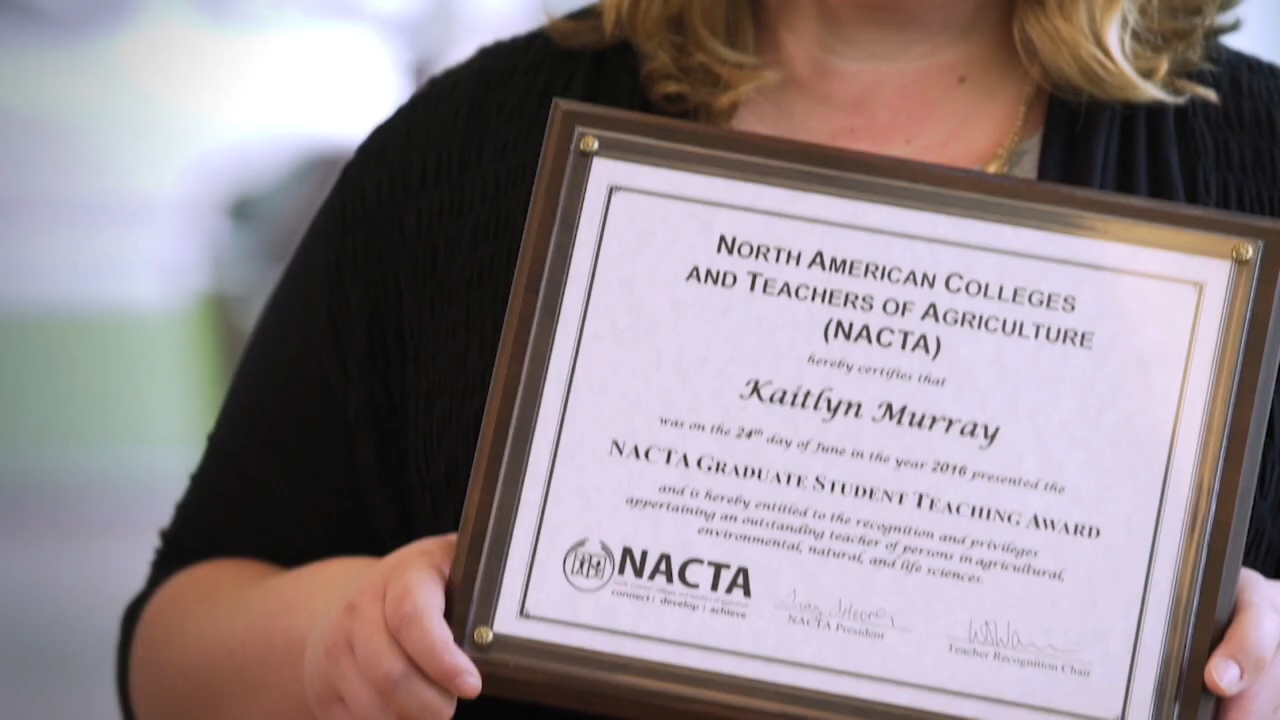 NORTH AMERICAN COLLEGES
AND TEACHERS OF AGRICULTURE
(NACTA)
hereby certifies that
Kaitlyn Murray
was on the 24th day of June in the year 2016 presented the
NACTA GRADUATE STUDENT TEACHING AWARD
and is hereby entitled to the recognition and privileges
appertaining an outstanding teacher of persons in agricultural,
environmental, natural, and life sciences.
NACTA
connect | develop | achieve
NACTA President
Teacher Recognition Chair